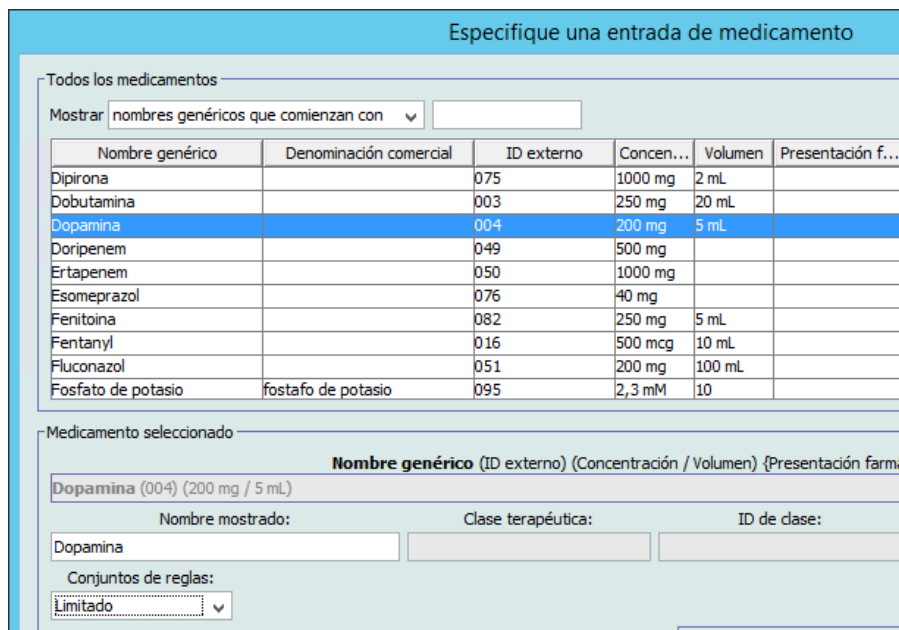 Especifique una entrada de medicamento
Todos los medicamentos
Mostrar nombres genéricos que comienzan con
Nombre genérico Denominación comercial ID externo Concen... Volumen Presentación f...
Dipirona 075 1000 mg 2 mL
Dobutamina 003 250 mg 20 mL
Dopamina 004 200 mg 5 mL
Doripenem 049 500 mg
Ertapenem 050 1000 mg
Esomeprazol 076 40 mg
Fenitoina 082 250 mg 5 mL
Fentanyl 016 500 mcg 10 mL
Fluconazol 051 200 mg 100 mL
Fosfato de potasio fostafo de potasio 095 2,3 mM 10
Medicamento seleccionado
Nombre genérico (ID externo) (Concentración / Volumen) {Presentación farma
Dopamina (004) (200 mg / 5 mL)
Nombre mostrado: Clase terapéutica: ID de clase:
Dopamina
Conjuntos de reglas:
Limitado